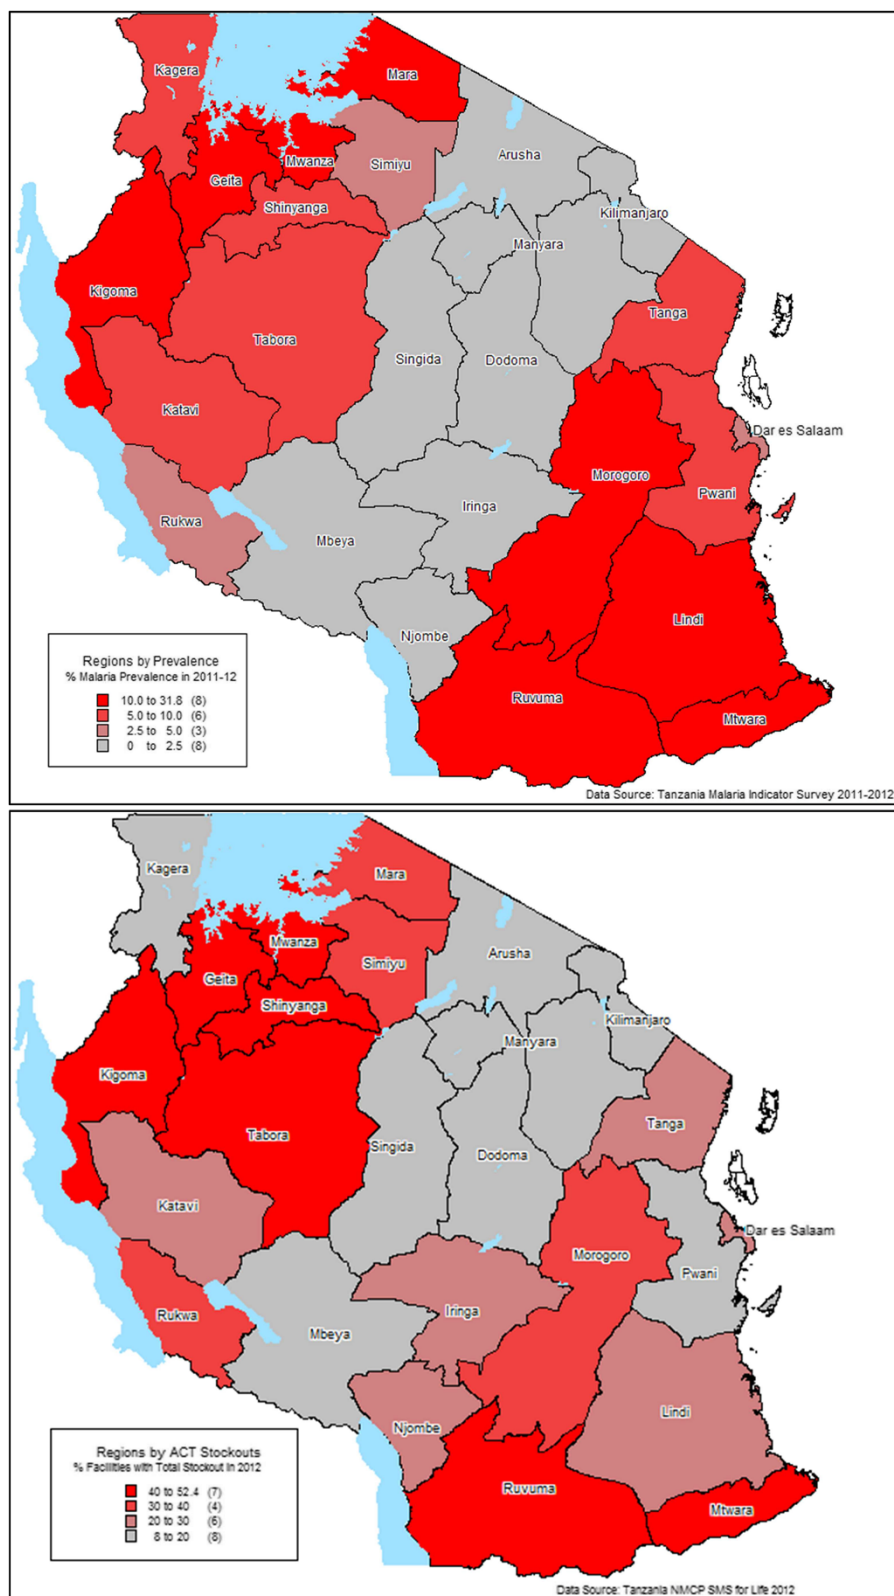 Kagera
Mara
Arusha
Mwanza
Simiyu
Geita
Shinyanga
Kilimanjaro
Manyara
Kigoma
Tanga
Tabora
Singida
Dodoma
Katavi
Dar es Salaam
Morogoro
Pwani
Iringa
Rukwa
Mbeya
Lindi
Njombe
Ruvuma
Mtwara
Regions by Prevalence
% Malaria Prevalence in 2011-12
10.0 to 31.8 (8)
5.0 to 10.0 (6)
2.5 to 5.0 (3)
0 to 2.5 (8)
Data Source: Tanzania Malaria Indicator Survey 2011-2012
Kagera
Mara
Mwanza
Arusha
Simiyu
Geita
Shinyanga
Kilimanjaro
Manyara
Kigoma
Tanga
Tabora
Singida
Dodoma
Katavi
Dar es Salaam
Morogoro
Pwani
Iringa
Rukwa
Mbeya
Lindi
Njombe
Ruvuma
Mtwara
Regions by ACT Stockouts
% Facilities with Total Stockout in 2012
40 to 52.4 (7)
30 to 40 (4)
20 to 30 (6)
8 to 20 (8)
Data Source: Tanzania NMCP SMS for Life 2012